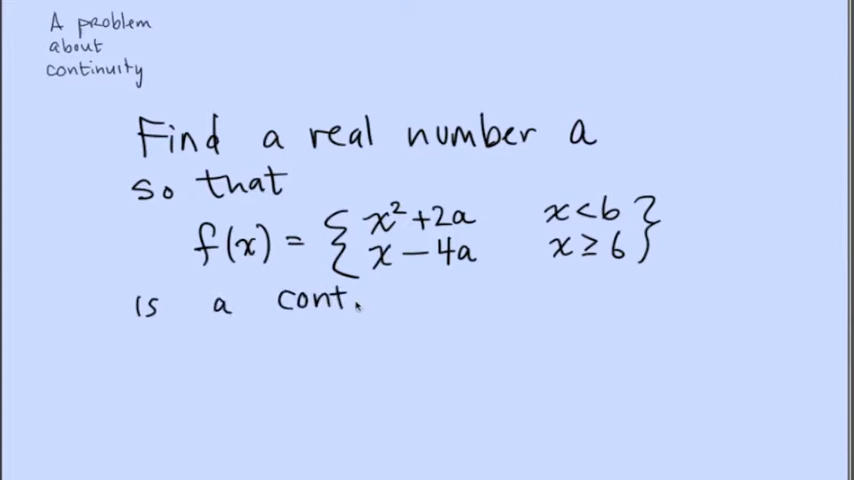 A problem
about
continuity
Find a real number a
so that
f(x) = { x² + 2a x < 6 }
x - 4a x ≥ 6
is a cont.